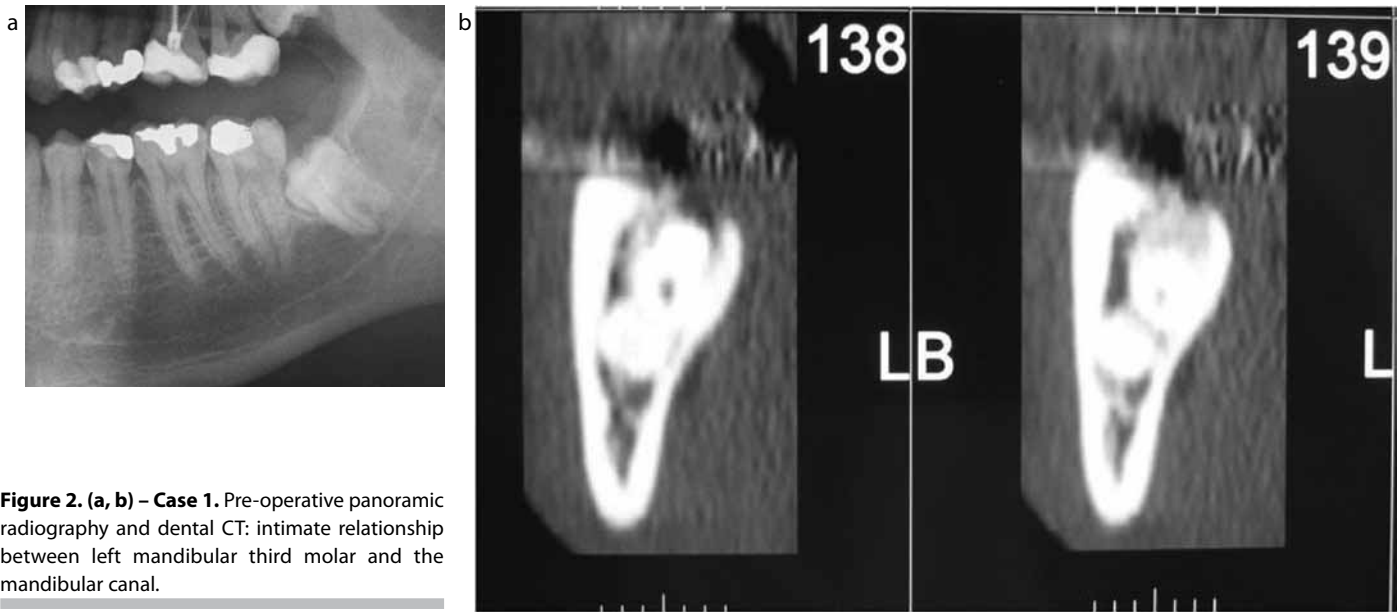 a
b
138
139
LB
L
Figure 2. (a, b) – Case 1. Pre-operative panoramic
radiography and dental CT: intimate relationship
between left mandibular third molar and the
mandibular canal.